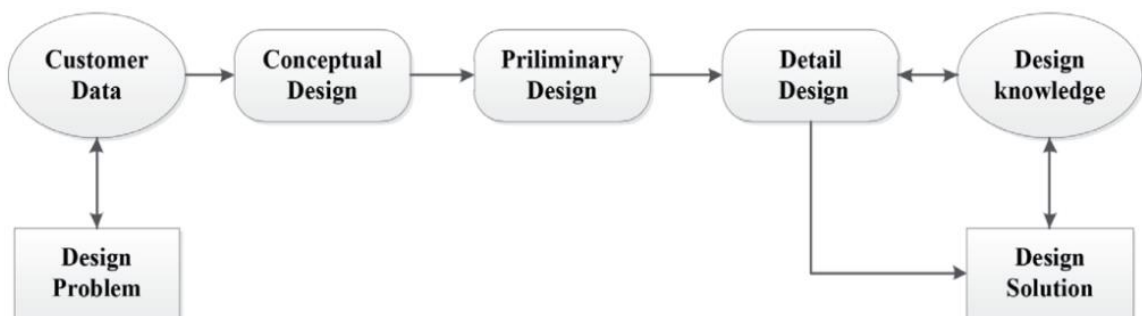 Customer
Data
Conceptual
Design
Priliminary
Design
Detail
Design
Design
knowledge
Design
Problem
Design
Solution